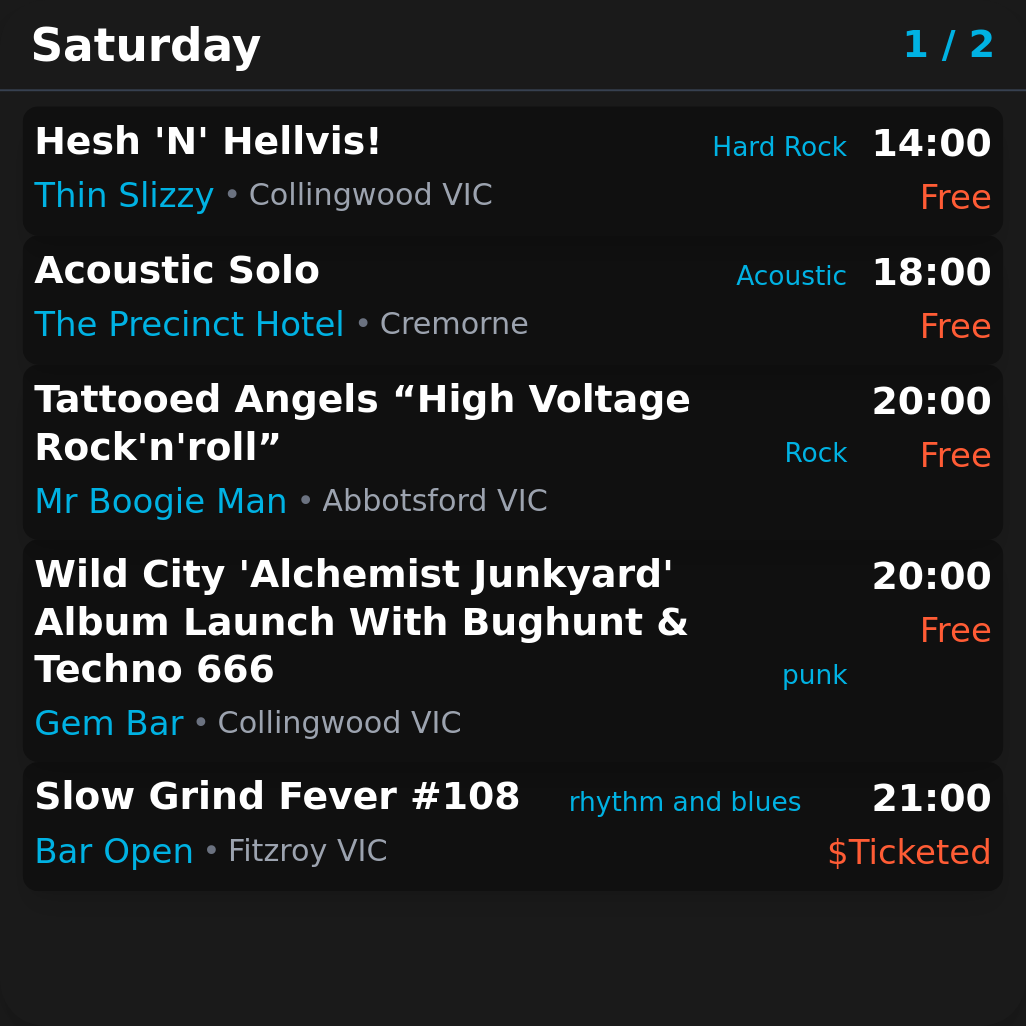 Saturday
1 / 2
Hesh 'N' Hellvis!
Hard Rock
14:00
Thin Slizzy • Collingwood VIC
Free
Acoustic Solo
Acoustic
18:00
The Precinct Hotel • Cremorne
Free
Tattooed Angels “High Voltage
Rock'n'roll”
Rock
20:00
Free
Mr Boogie Man • Abbotsford VIC
Wild City 'Alchemist Junkyard'
Album Launch With Bughunt &
Techno 666
punk
20:00
Free
Gem Bar • Collingwood VIC
Slow Grind Fever #108
rhythm and blues
21:00
Bar Open • Fitzroy VIC
$Ticketed